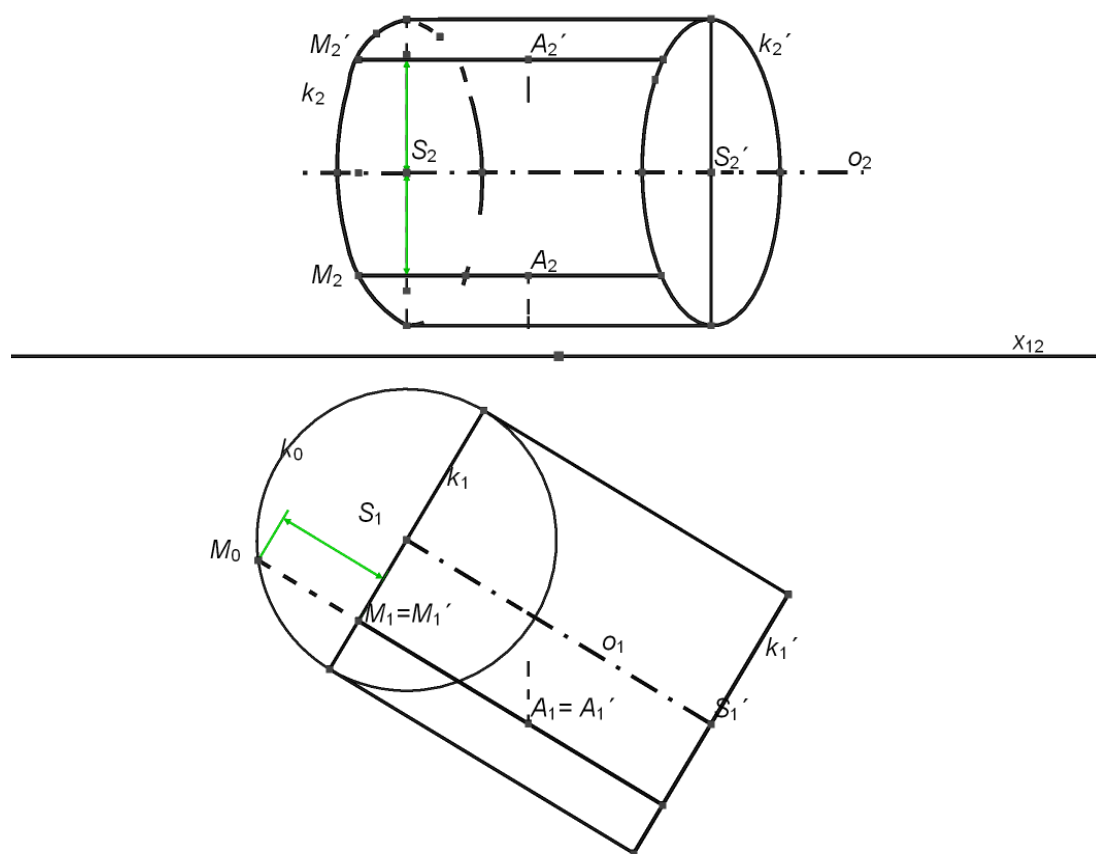 M₂´ A₂´ k₂´
k₂
S₂ S₂´ o₂
M₂ A₂
x₁₂
k₀ k₁
S₁
M₀
M₁=M₁´
o₁ k₁´
A₁= A₁´ S₁´